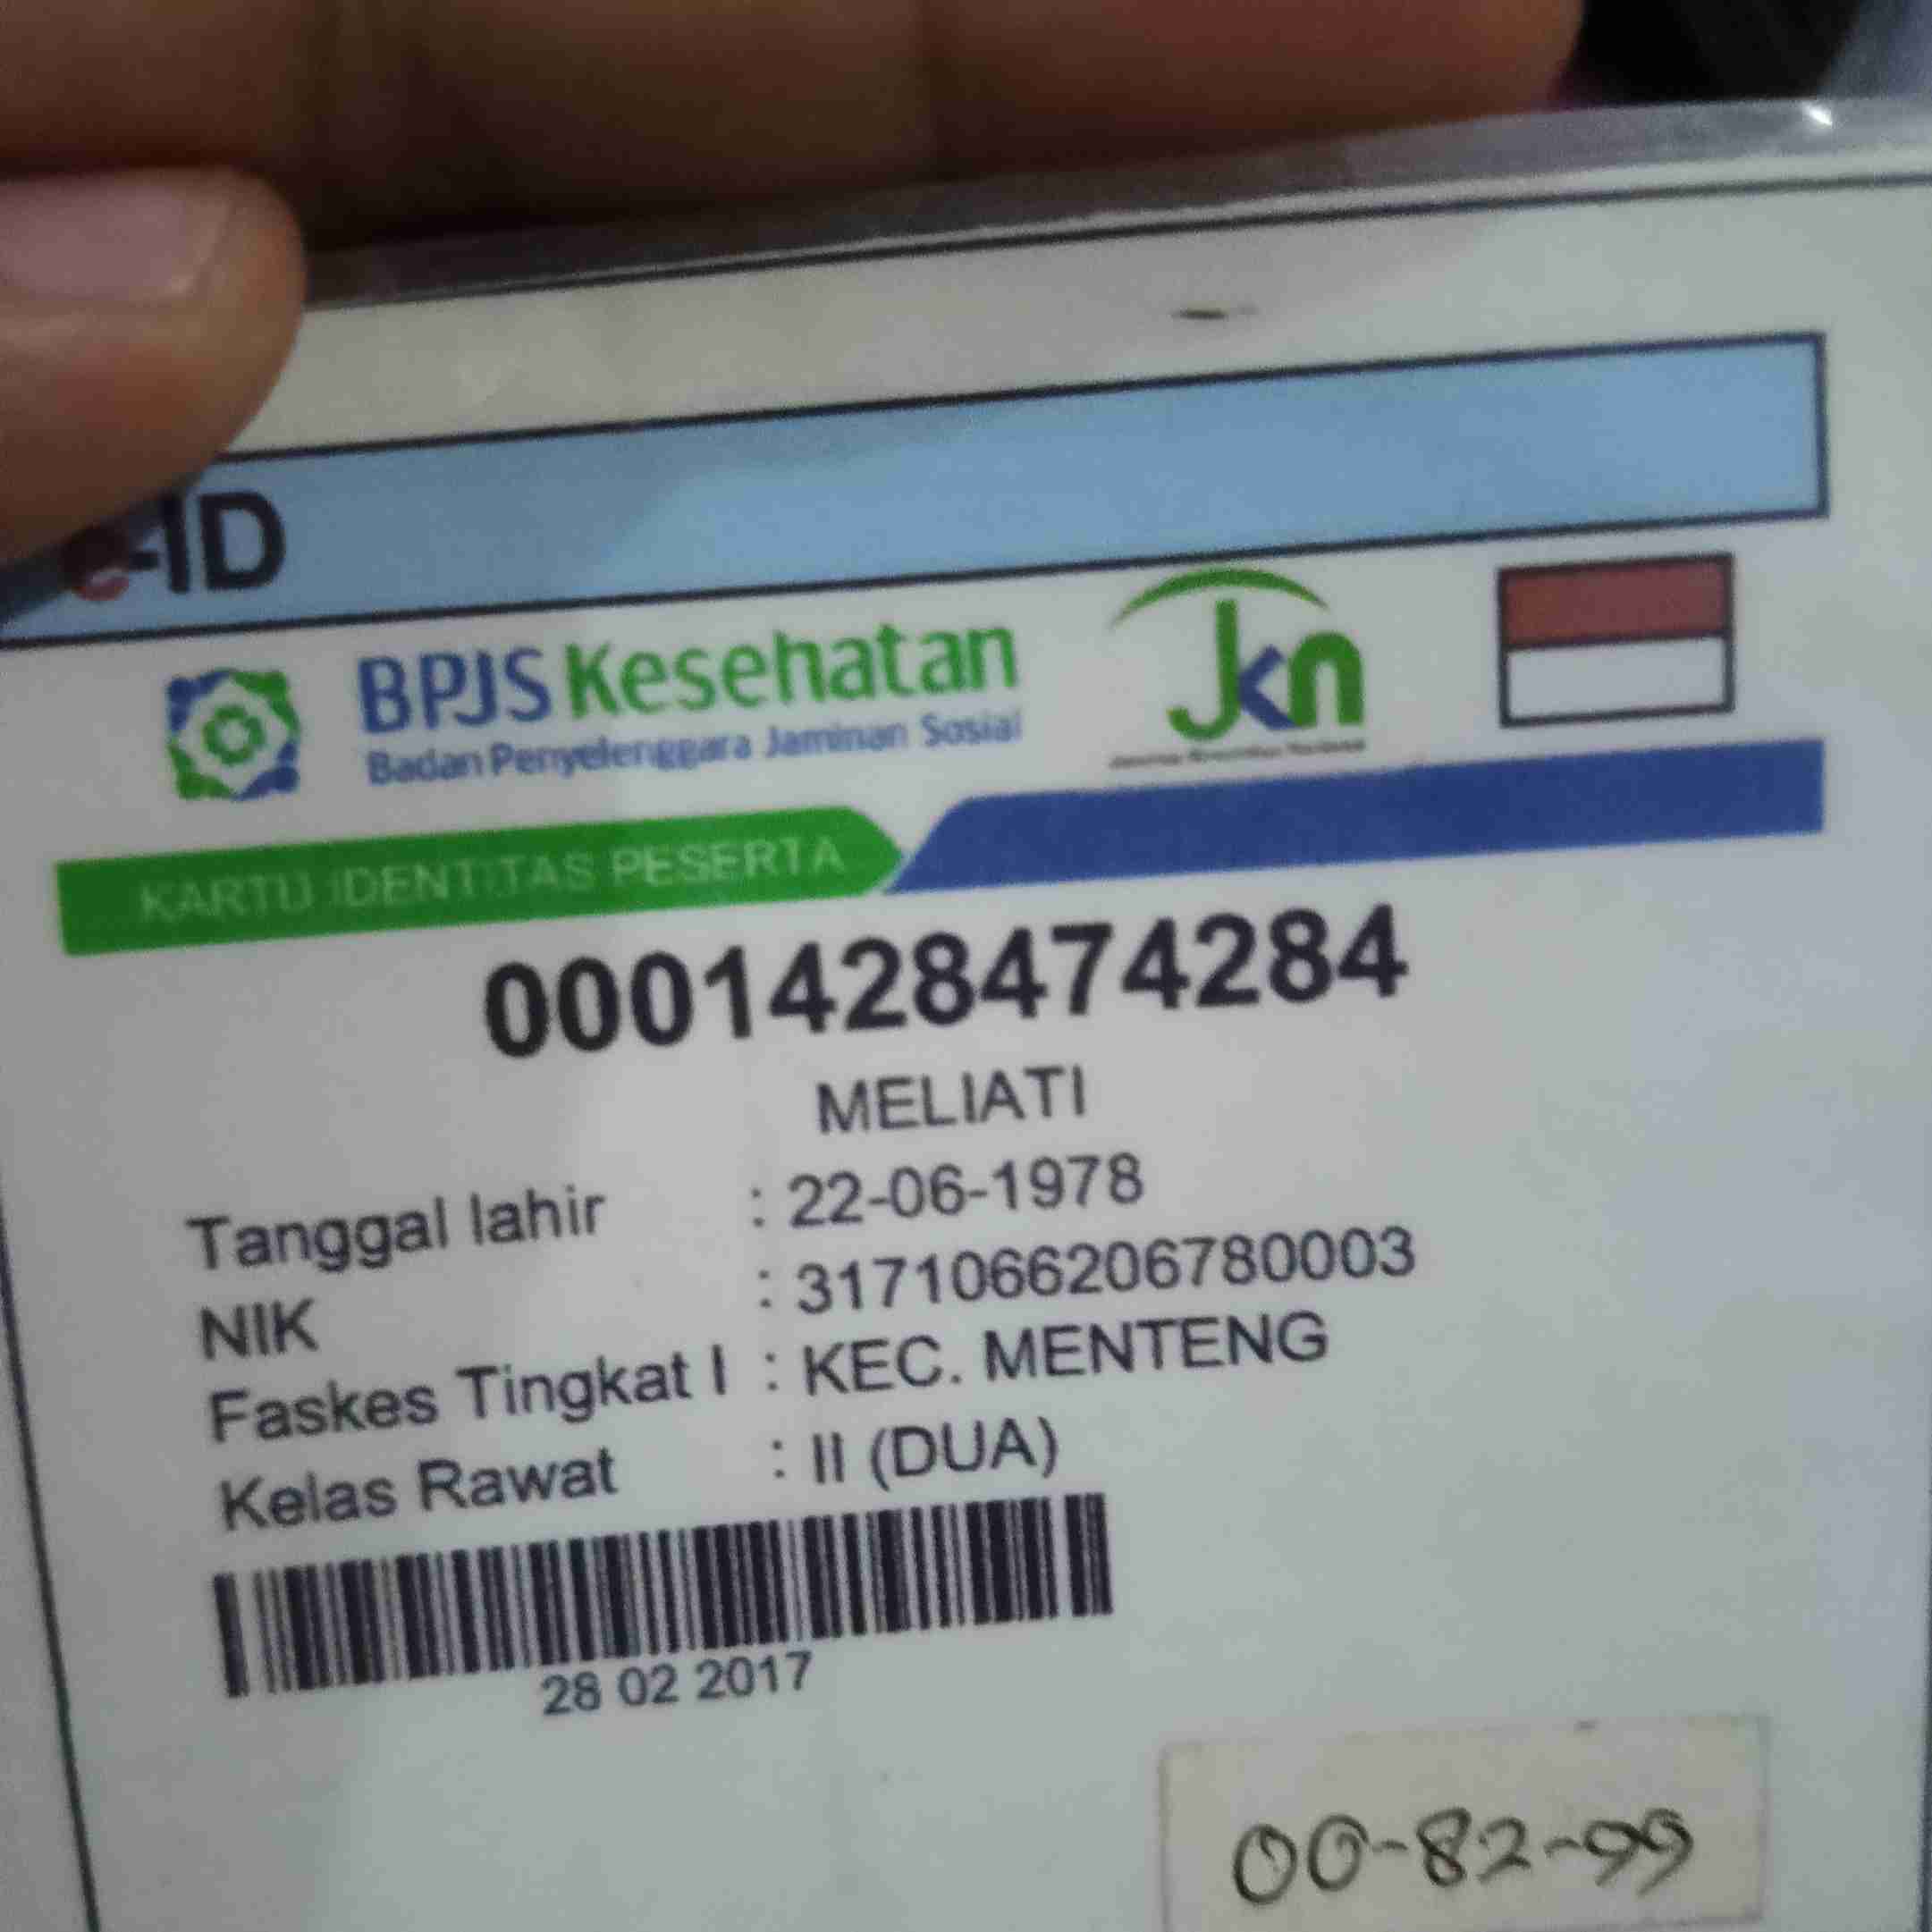 e-ID
BPJS Kesehatan
Badan Penyelenggara Jaminan Sosial
Jkn
KARTU IDENTITAS PESERTA
0001428474284
MELIATI
Tanggal lahir : 22-06-1978
NIK : 3171066206780003
Faskes Tingkat I : KEC. MENTENG
Kelas Rawat : II (DUA)
28 02 2017
00-82-99